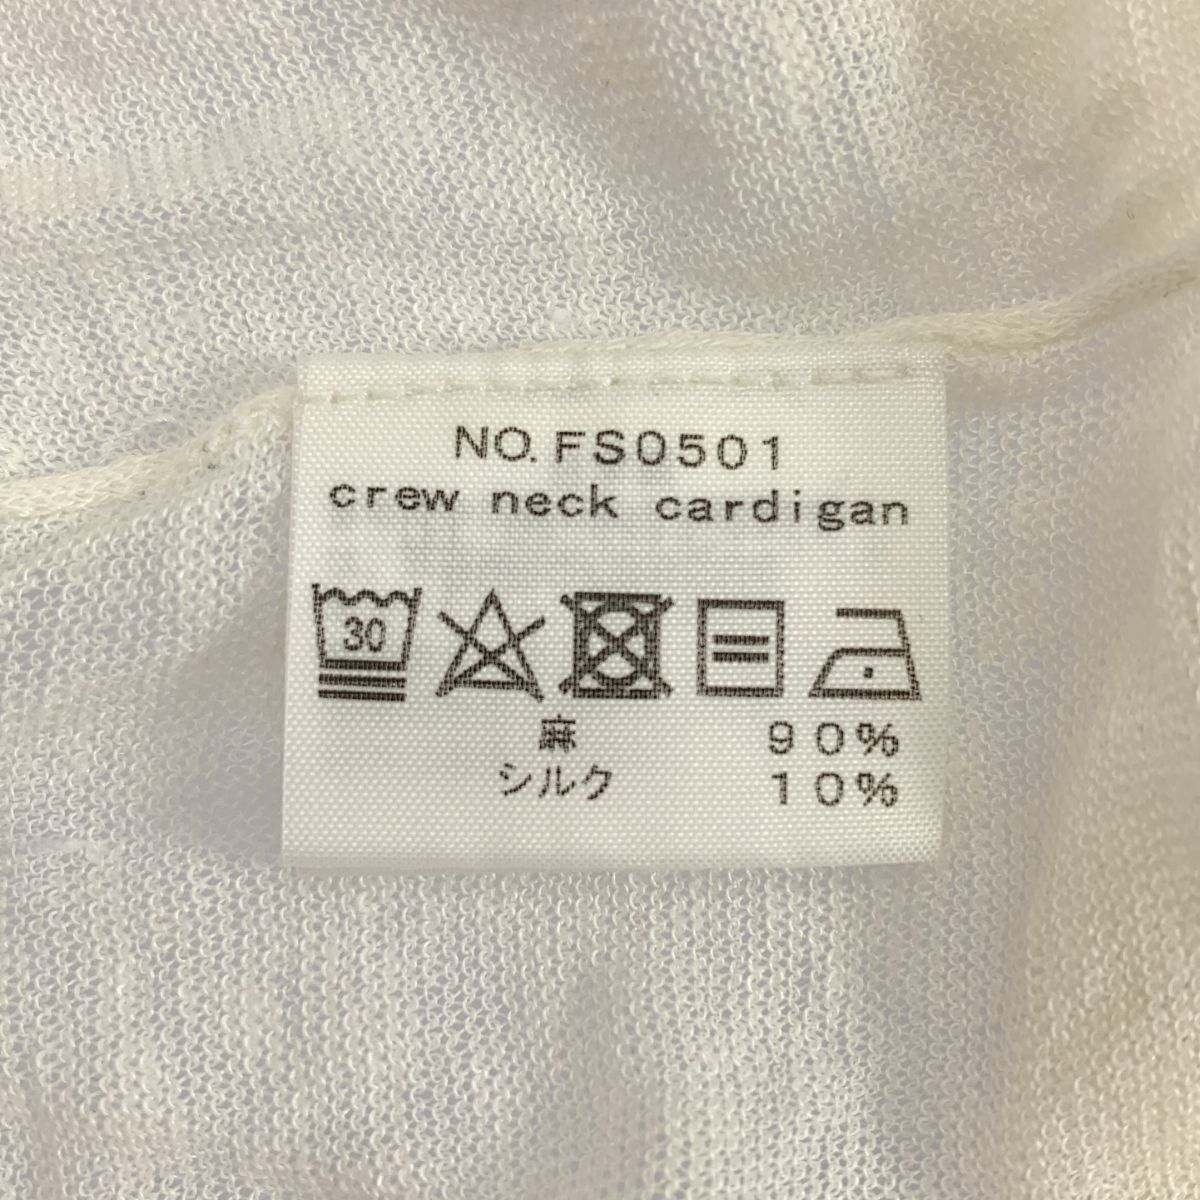 NO.FS0501
crew neck cardigan
30
麻 90%
シルク 10%